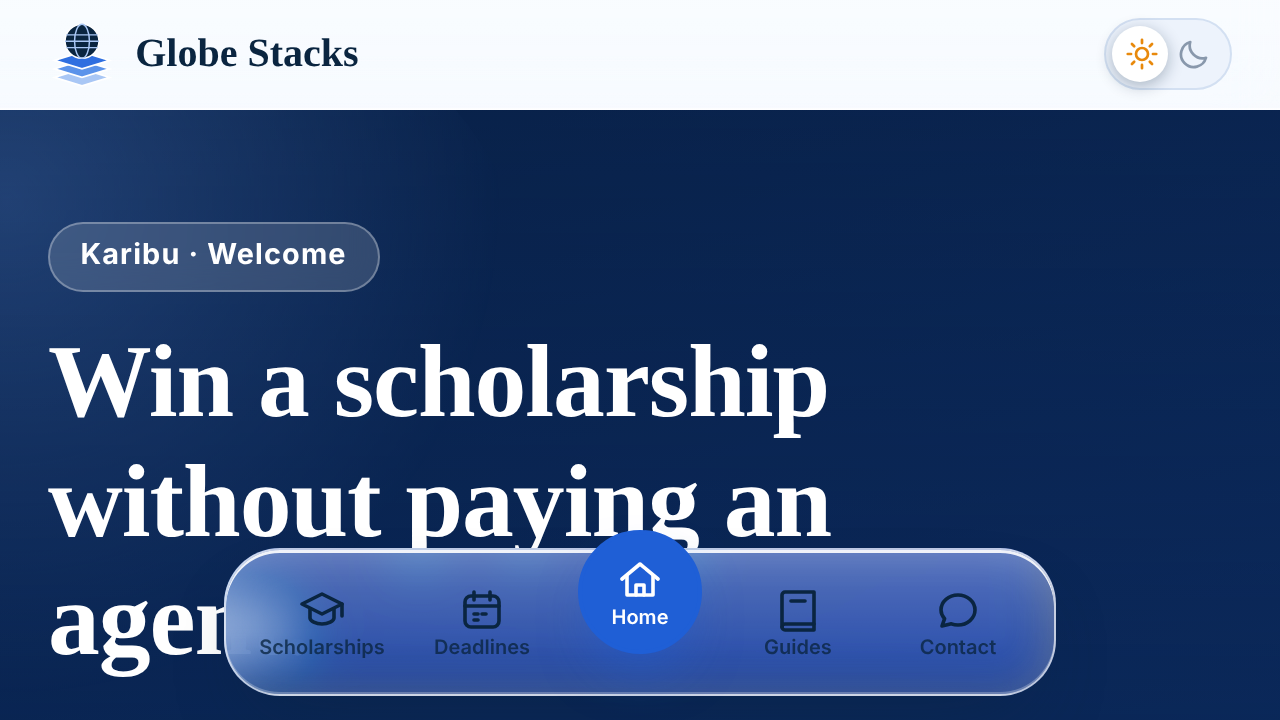 Globe Stacks
Karibu · Welcome
Win a scholarship
without paying an
Scholarships
Deadlines
Home
Guides
Contact